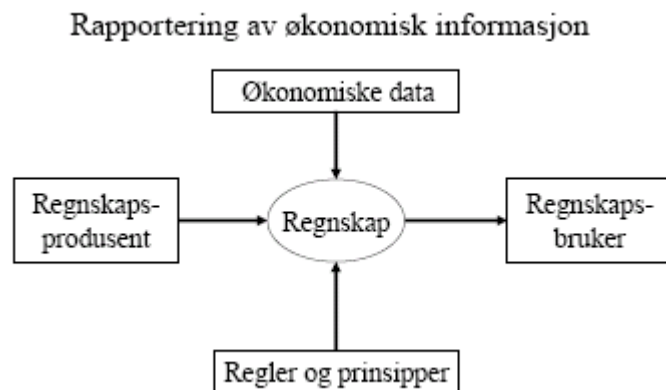 Rapportering av økonomisk informasjon
Økonomiske data
Regnskaps-
produsent
Regnskap
Regnskaps-
bruker
Regler og prinsipper